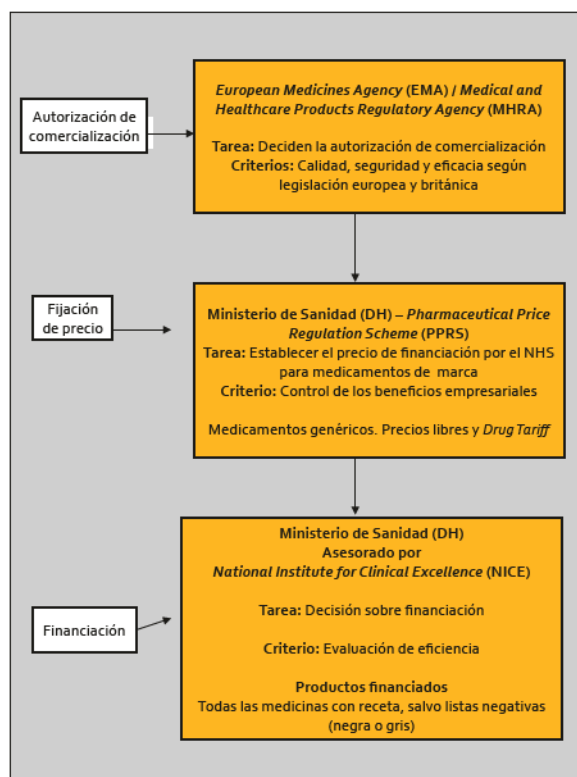 Autorización de
comercialización
European Medicines Agency (EMA) / Medical and
Healthcare Products Regulatory Agency (MHRA)
Tarea: Deciden la autorización de comercialización
Criterios: Calidad, seguridad y eficacia según
legislación europea y británica
Fijación
de precio
Ministerio de Sanidad (DH) – Pharmaceutical Price
Regulation Scheme (PPRS)
Tarea: Establecer el precio de financiación por el NHS
para medicamentos de marca
Criterio: Control de los beneficios empresariales
Medicamentos genéricos. Precios libres y Drug Tariff
Financiación
Ministerio de Sanidad (DH)
Asesorado por
National Institute for Clinical Excellence (NICE)
Tarea: Decisión sobre financiación
Criterio: Evaluación de eficiencia
Productos financiados
Todas las medicinas con receta, salvo listas negativas
(negra o gris)